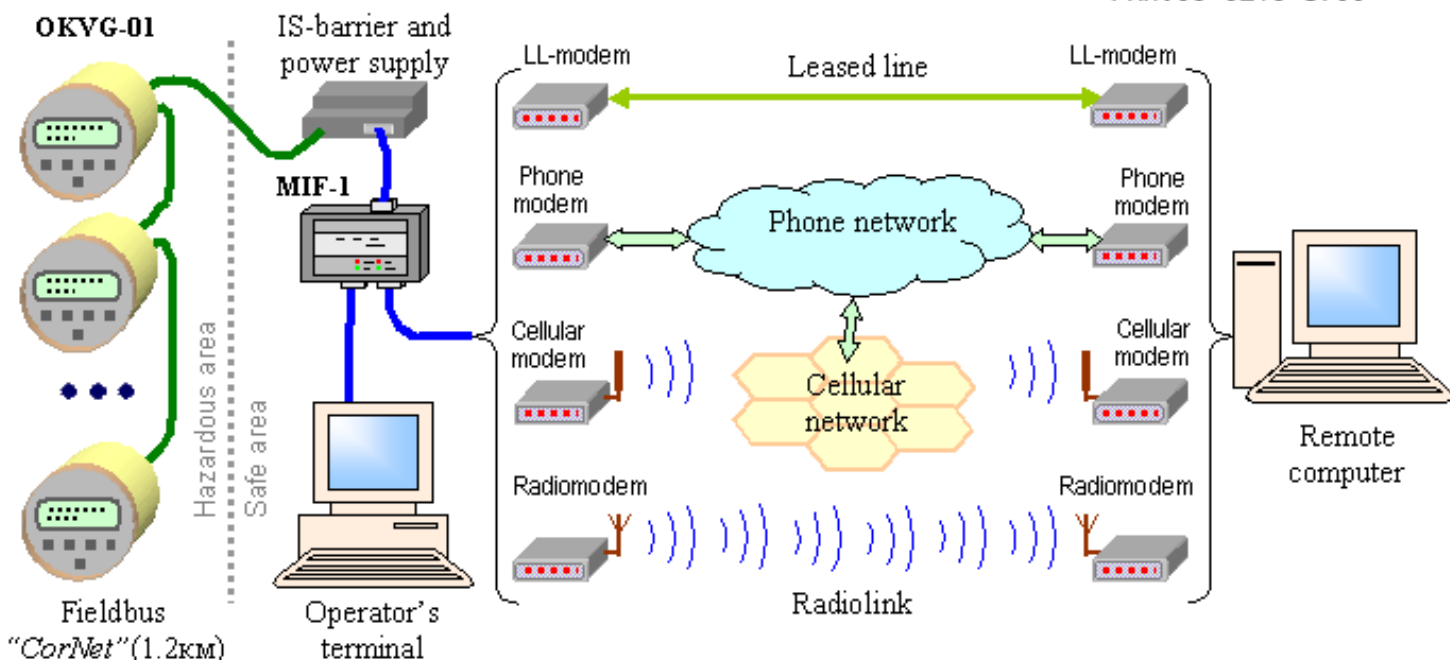 OKVG-01
IS-barrier and
power supply
MIF-1
LL-modem
Leased line
LL-modem
Phone
modem
Phone network
Phone
modem
Cellular
modem
Cellular
network
Cellular
modem
Radiomodem
Radiomodem
Radiolink
Remote
computer
Hazardous area
Safe area
Fieldbus
"CorNet"(1.2км)
Operator's
terminal